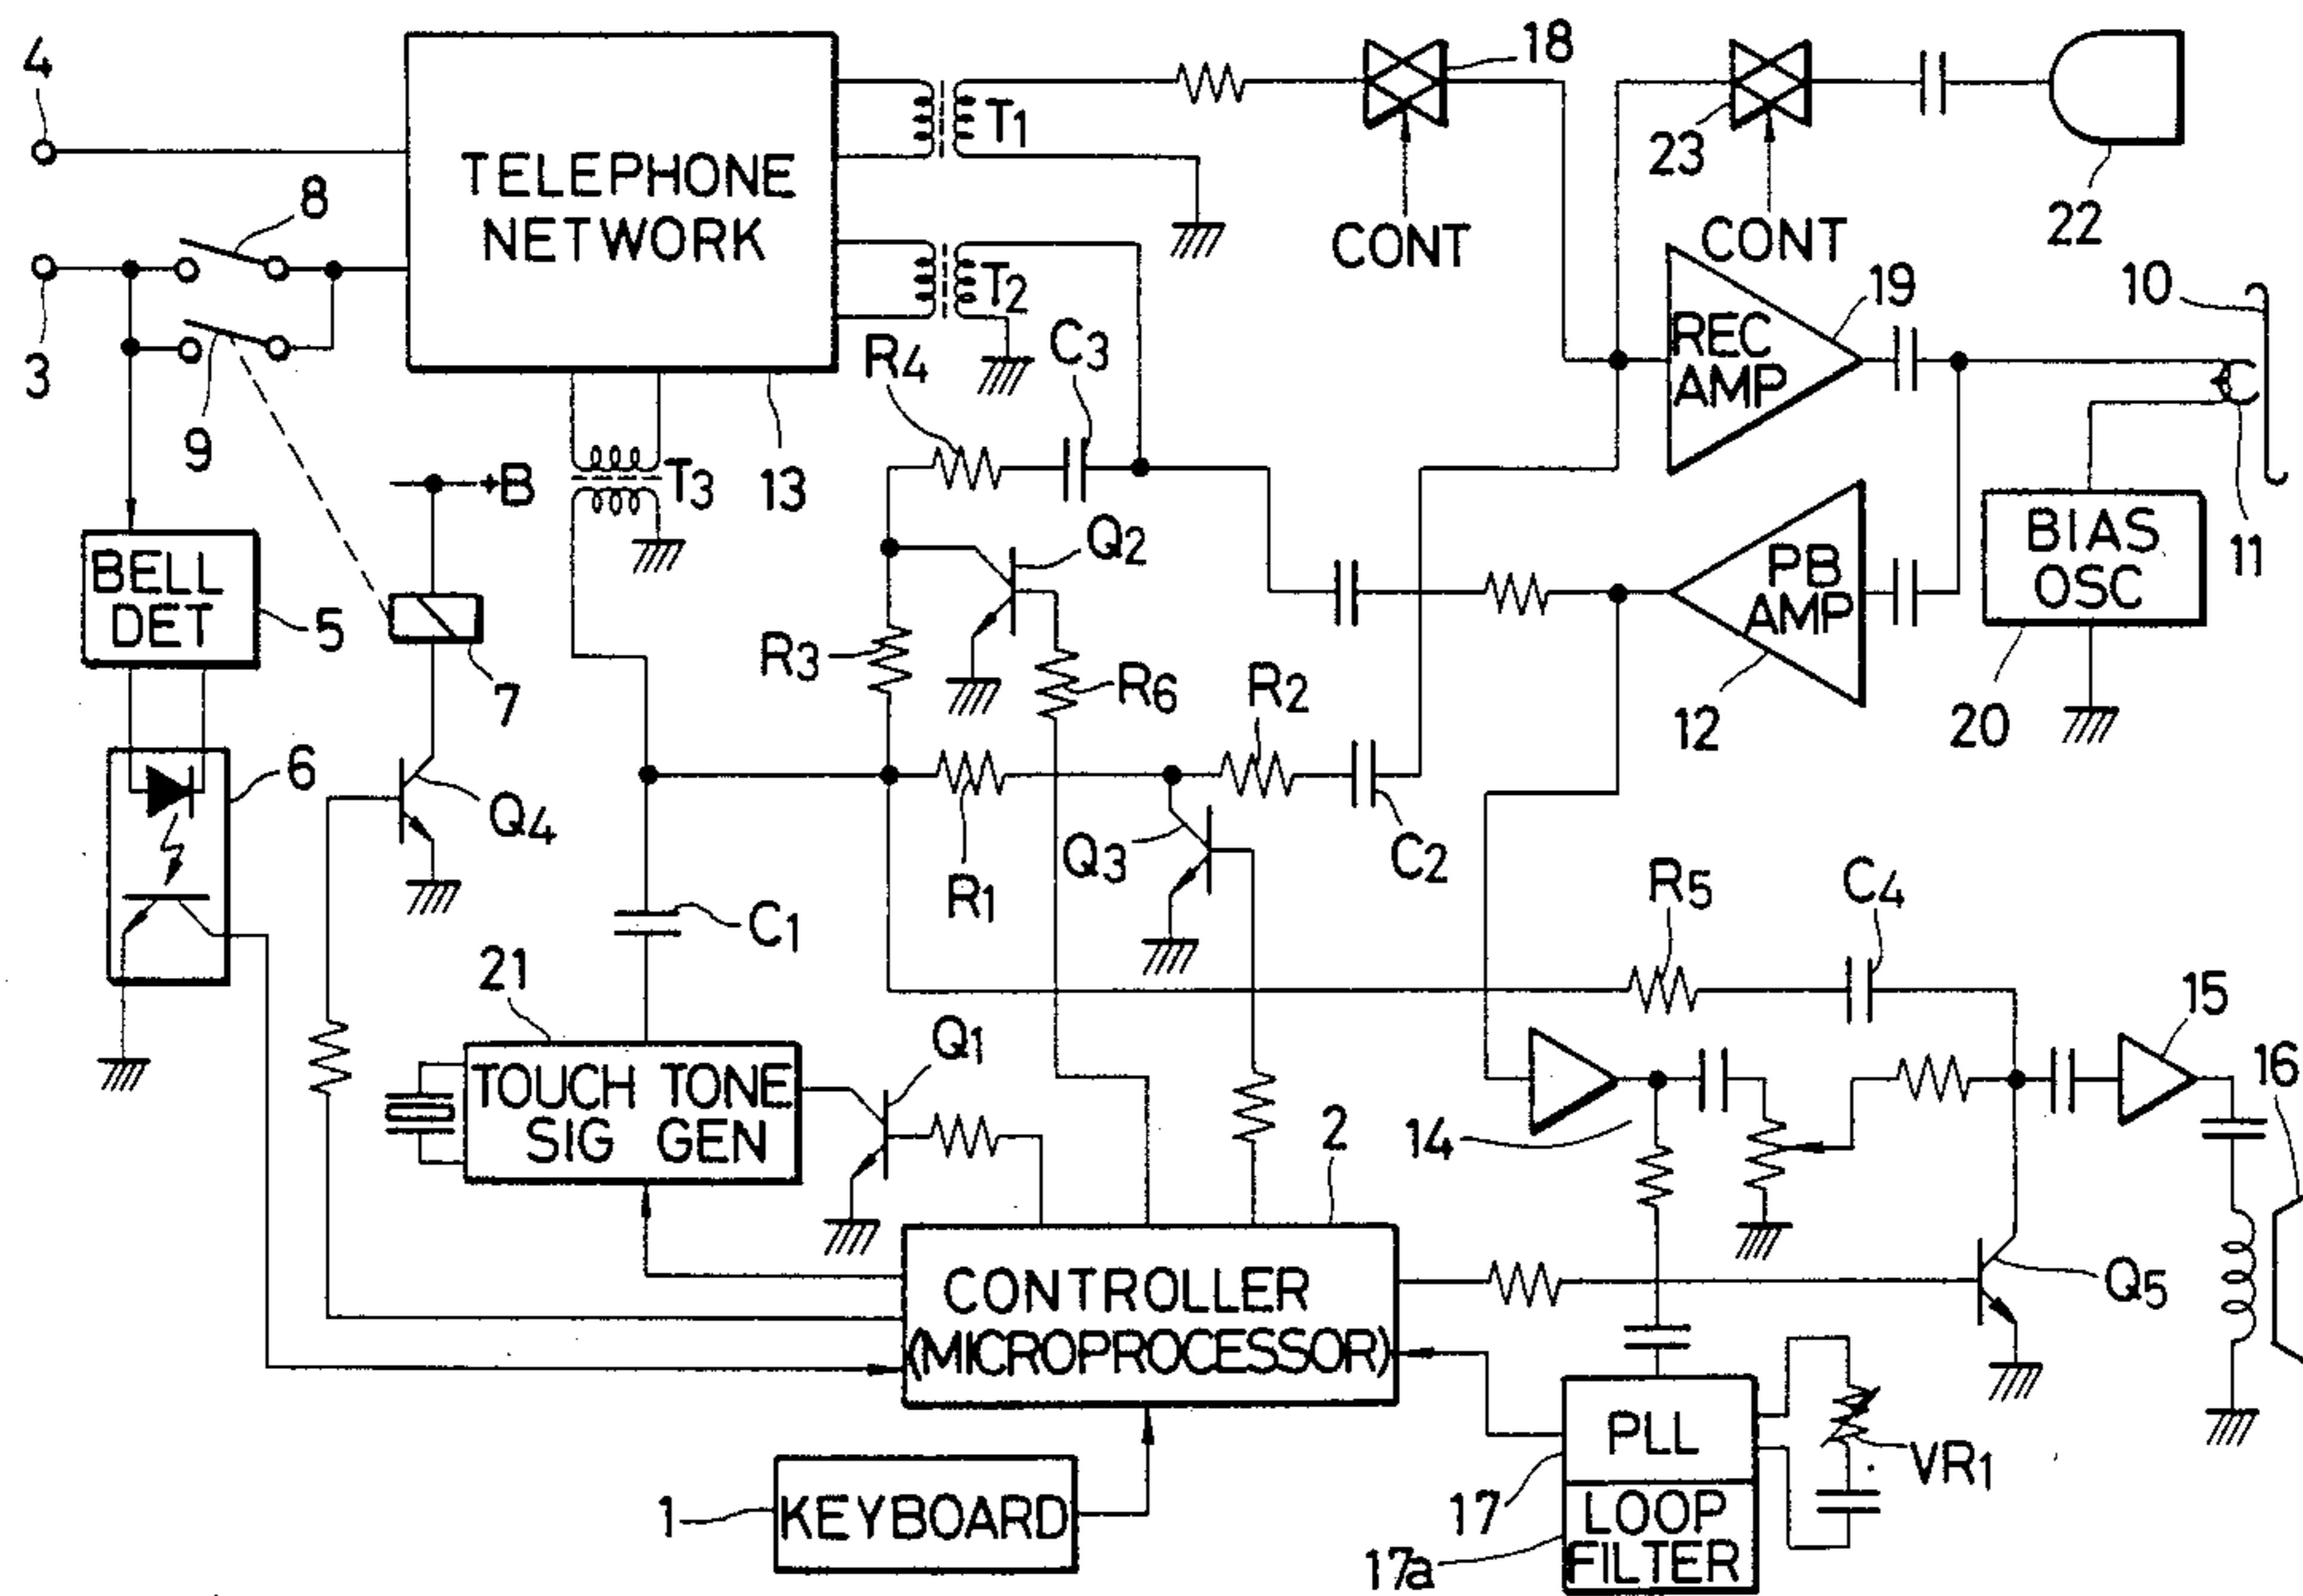 4
TELEPHONE
NETWORK
T1
18
CONT
23
CONT
22
8
3
9
T2
R4
C3
REC
AMP
19
10
13
T3
+B
BELL
DET
5
7
Q2
R3
R6
R2
PB
AMP
12
BIAS
OSC
20
11
6
Q4
Q3
C2
R1
C1
R5
C4
21
TOUCH TONE
SIG GEN
Q1
2
14
15
16
CONTROLLER
(MICROPROCESSOR)
Q5
1
KEYBOARD
17
PLL
VR1
17a
LOOP
FILTER